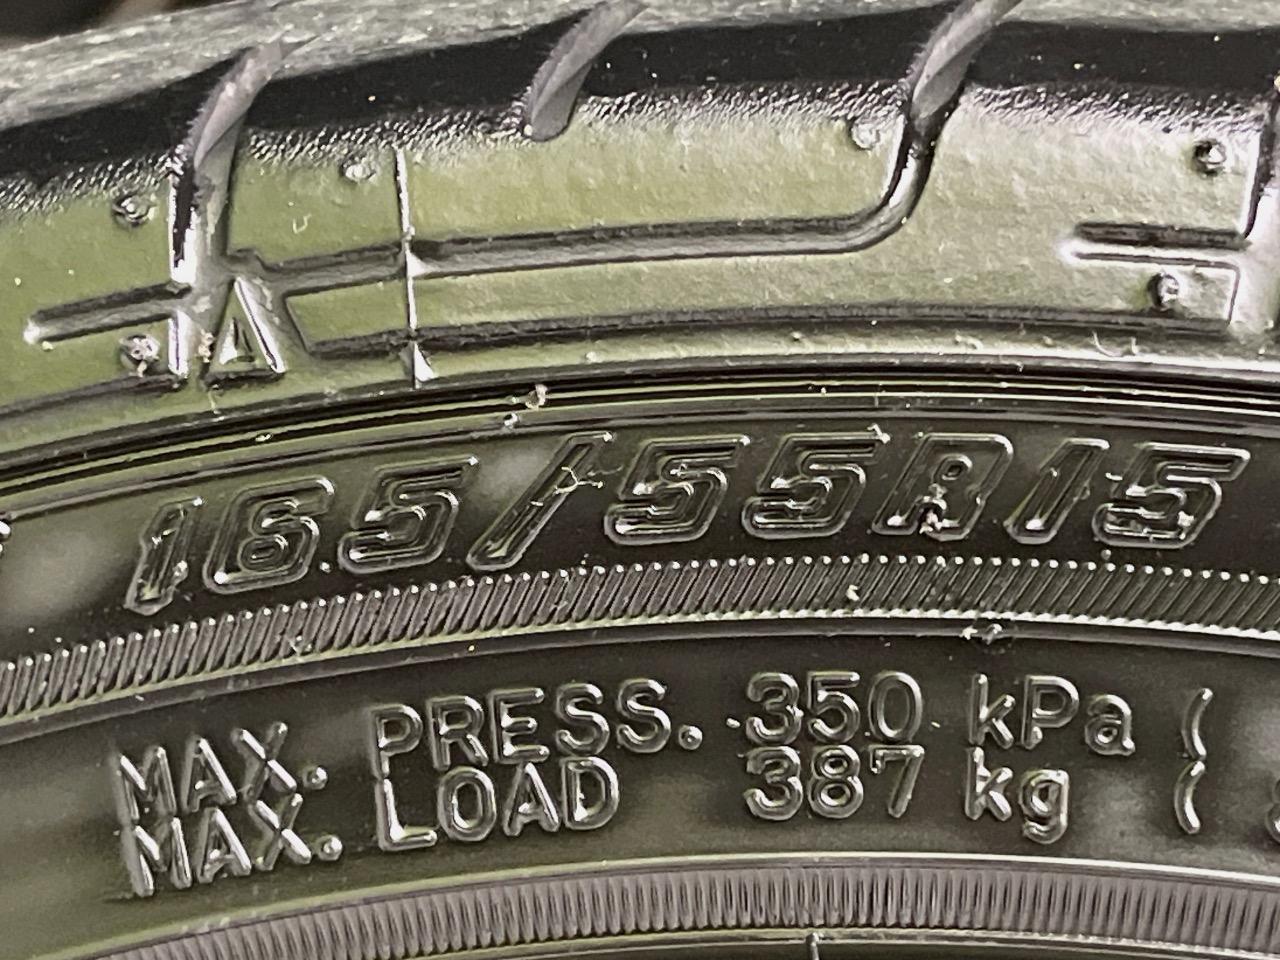 165/55R15
MAX. PRESS. 350 kPa (
MAX. LOAD 387 kg (